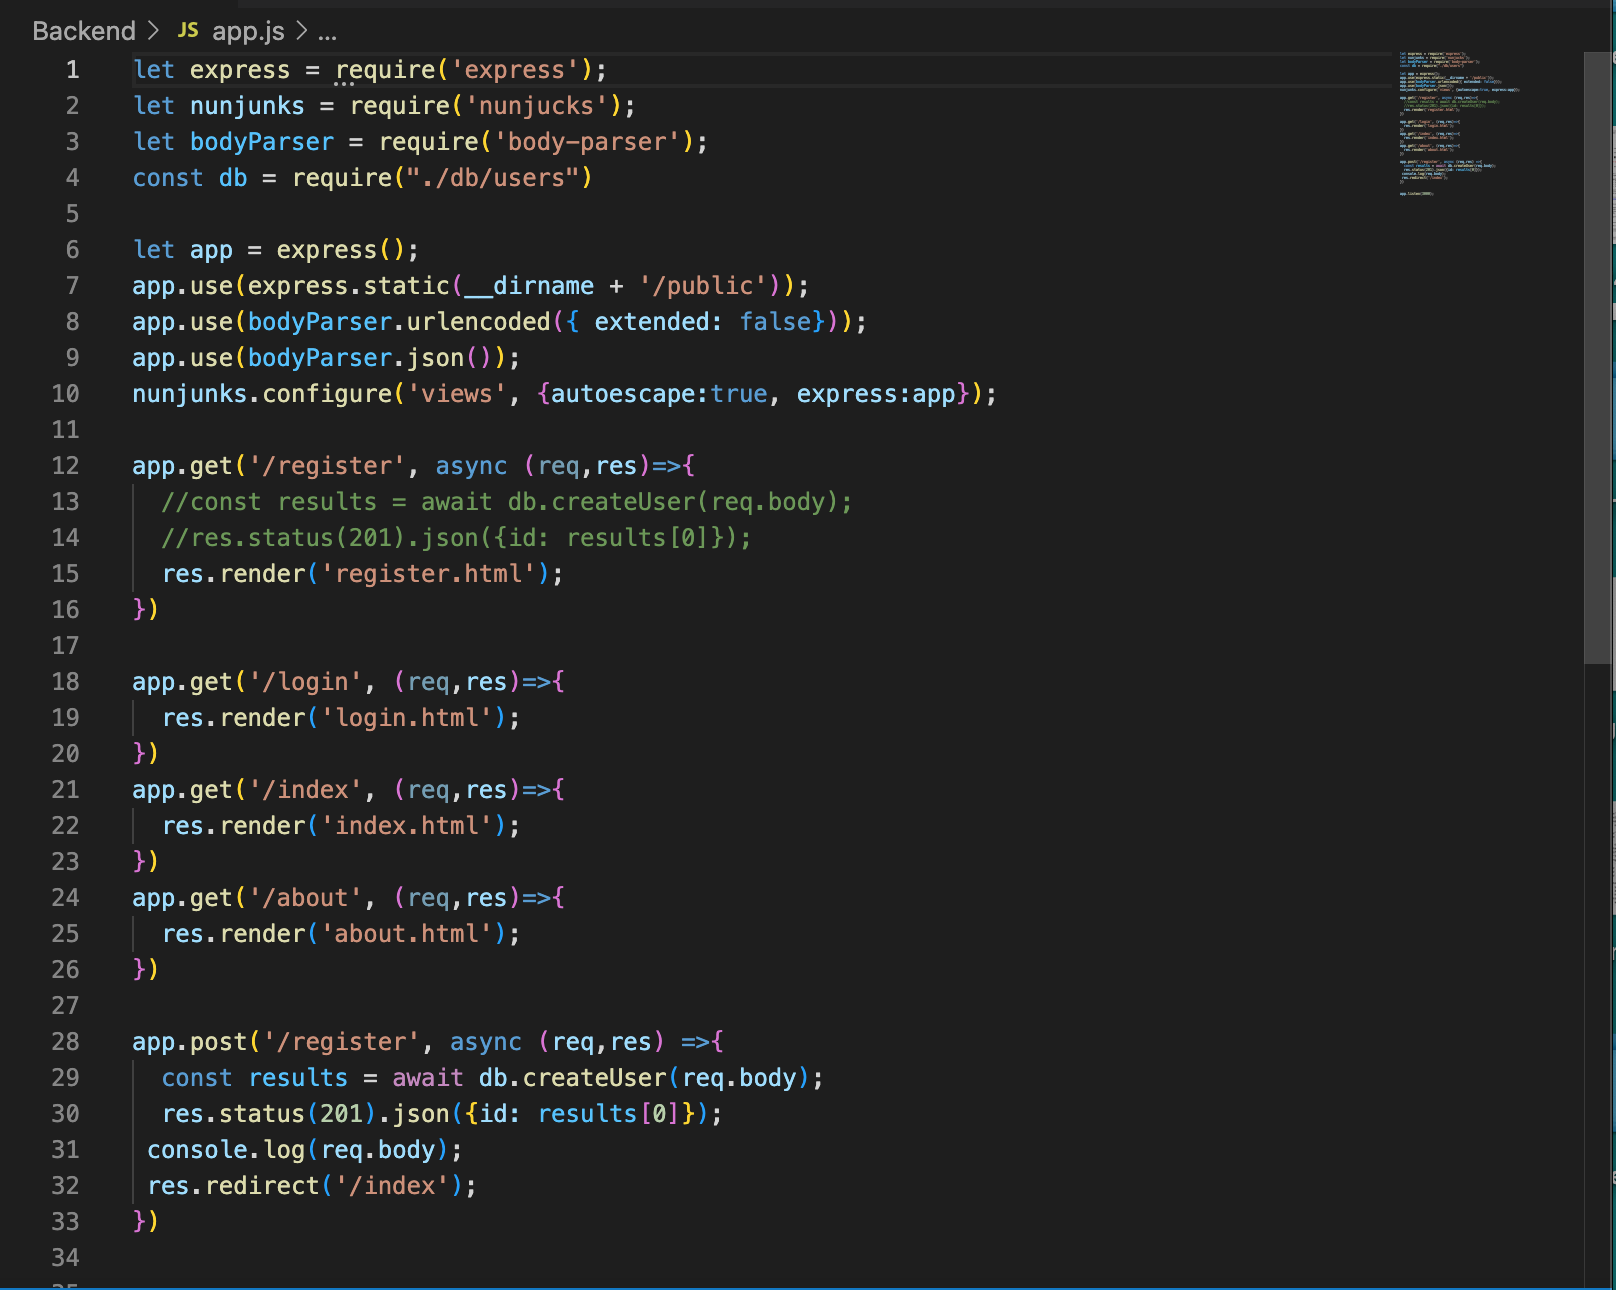 Backend > JS app.js > ...
1 let express = require('express');
2 let nunjunks = require('nunjucks');
3 let bodyParser = require('body-parser');
4 const db = require("./db/users")
5
6 let app = express();
7 app.use(express.static(__dirname + '/public'));
8 app.use(bodyParser.urlencoded({ extended: false}));
9 app.use(bodyParser.json());
10 nunjunks.configure('views', {autoescape:true, express:app});
11
12 app.get('/register', async (req,res)=>{
13 //const results = await db.createUser(req.body);
14 //res.status(201).json({id: results[0]});
15 res.render('register.html');
16 })
17
18 app.get('/login', (req,res)=>{
19 res.render('login.html');
20 })
21 app.get('/index', (req,res)=>{
22 res.render('index.html');
23 })
24 app.get('/about', (req,res)=>{
25 res.render('about.html');
26 })
27
28 app.post('/register', async (req,res) =>{
29 const results = await db.createUser(req.body);
30 res.status(201).json({id: results[0]});
31 console.log(req.body);
32 res.redirect('/index');
33 })
34